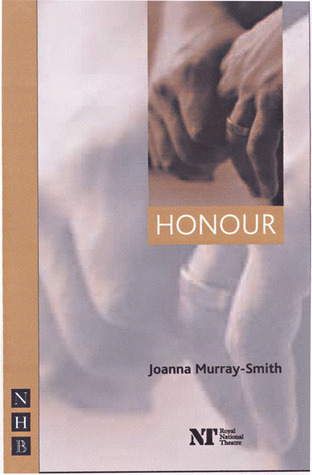 HONOUR
Joanna Murray-Smith
N
H
B
NT Royal
National
Theatre